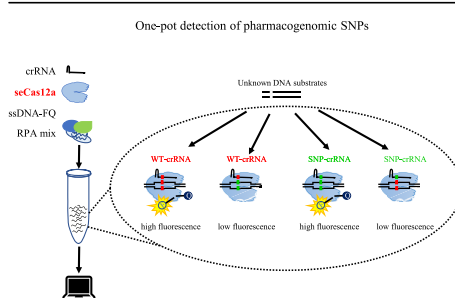 One-pot detection of pharmacogenomic SNPs
crRNA
seCas12a
ssDNA-FQ
RPA mix
Unknown DNA substrates
WT-crRNA WT-crRNA SNP-crRNA SNP-crRNA
high fluorescence low fluorescence high fluorescence low fluorescence